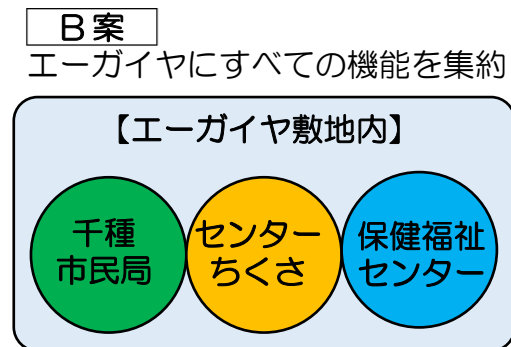 B案
エーガイヤにすべての機能を集約
【エーガイヤ敷地内】
千種
市民局
センター
ちくさ
保健福祉
センター